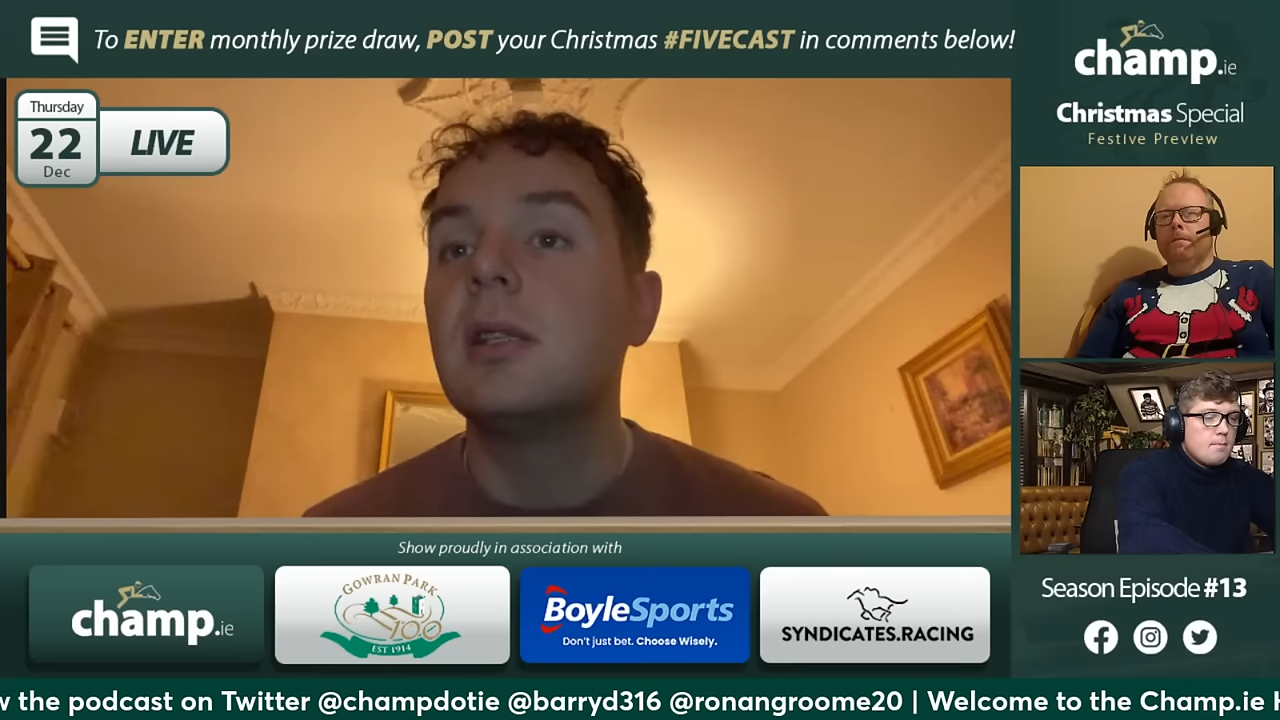 To ENTER monthly prize draw, POST your Christmas #FIVECAST in comments below!
champ.ie
Christmas Special
Festive Preview
Thursday
22
Dec
LIVE
Show proudly in association with
champ.ie
GOWRAN PARK
100
EST 1914
BoyleSports
Don't just bet. Choose Wisely.
SYNDICATES.RACING
Season Episode #13
w the podcast on Twitter @champdotie @barryd316 @ronangroome20 | Welcome to the Champ.ie